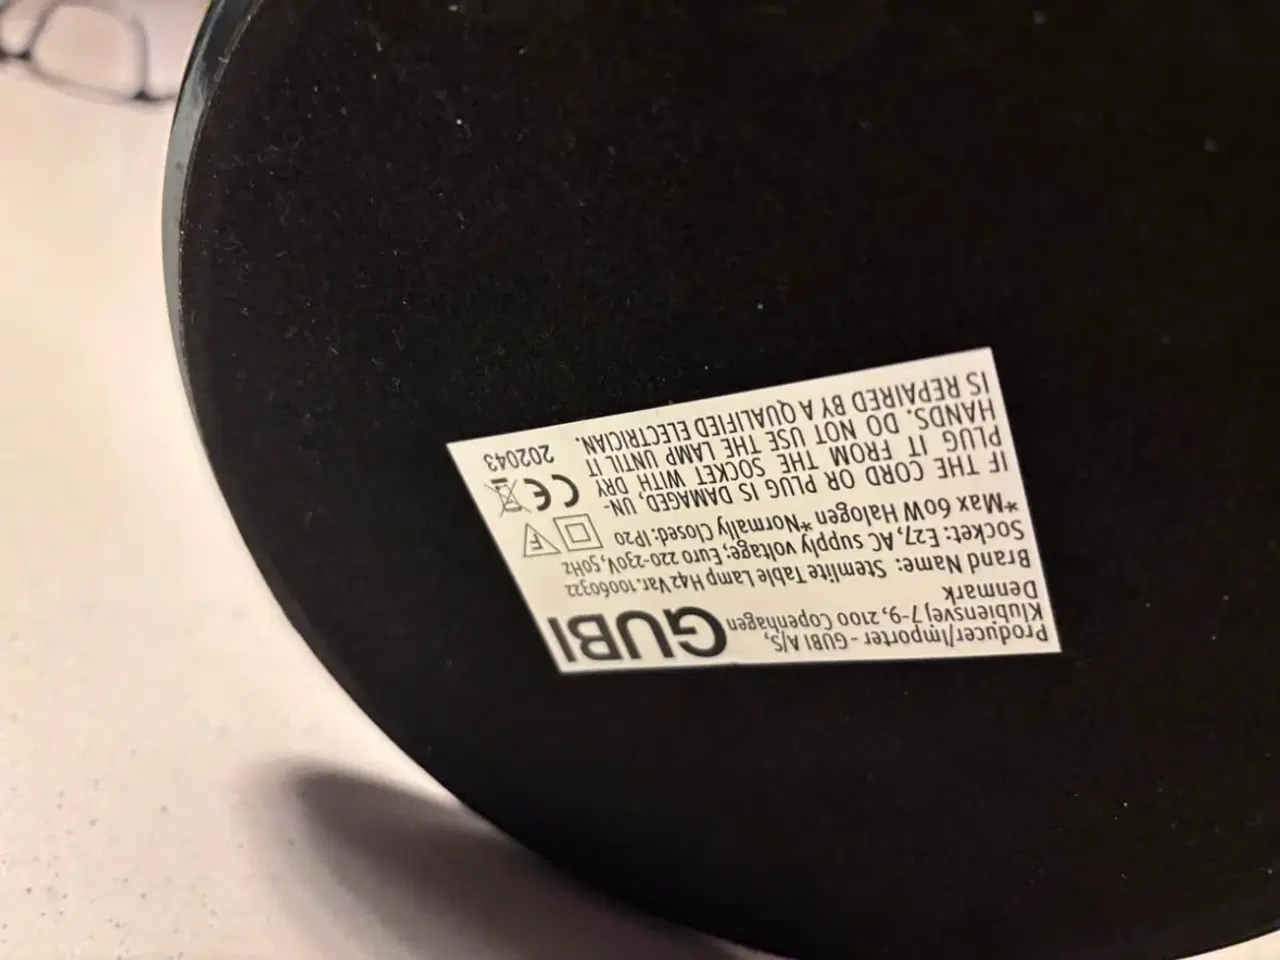 Producer/Importer - GUBI A/S, GUBI
Klubiensvej 7-9, 2100 Copenhagen
Denmark
Brand Name: Stemlite Table Lamp H42 Var. 10060322
Socket: E27, AC supply voltage; Euro 220-230V, 50Hz
*Max 60W Halogen *Normally Closed: IP20
F
IF THE CORD OR PLUG IS DAMAGED, UN-
PLUG IT FROM THE SOCKET WITH DRY
HANDS. DO NOT USE THE LAMP UNTIL IT
IS REPAIRED BY A QUALIFIED ELECTRICIAN.
CE
202043